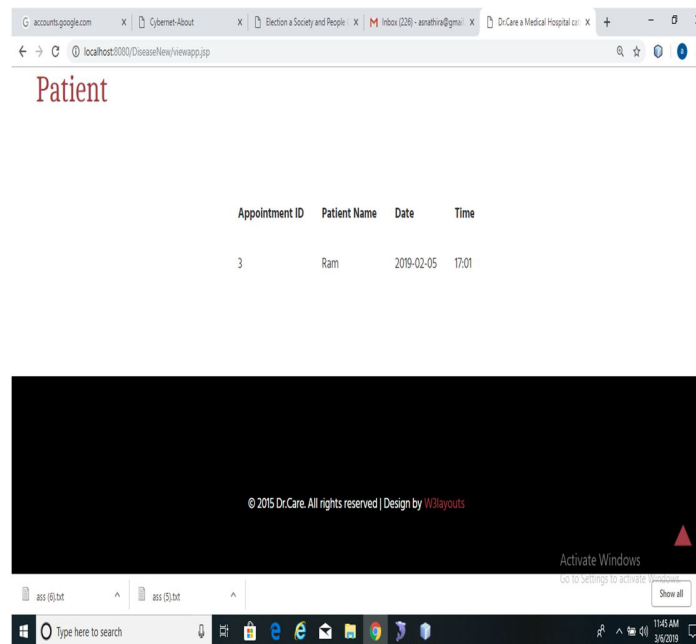 G accounts.google.com Cybernet-About Election a Society and People Inbox (226) - asnathira@gmai Dr.Care a Medical Hospital cat
localhost:8080/DiseaseNew/viewapp.jsp
Patient
Appointment ID Patient Name Date Time
3 Ram 2019-02-05 17:01
© 2015 Dr.Care. All rights reserved | Design by W3layouts
Activate Windows
Go to Settings to activate Windows.
ass (6).txt ass (5).txt Show all
Type here to search 11:45 AM
3/6/2019